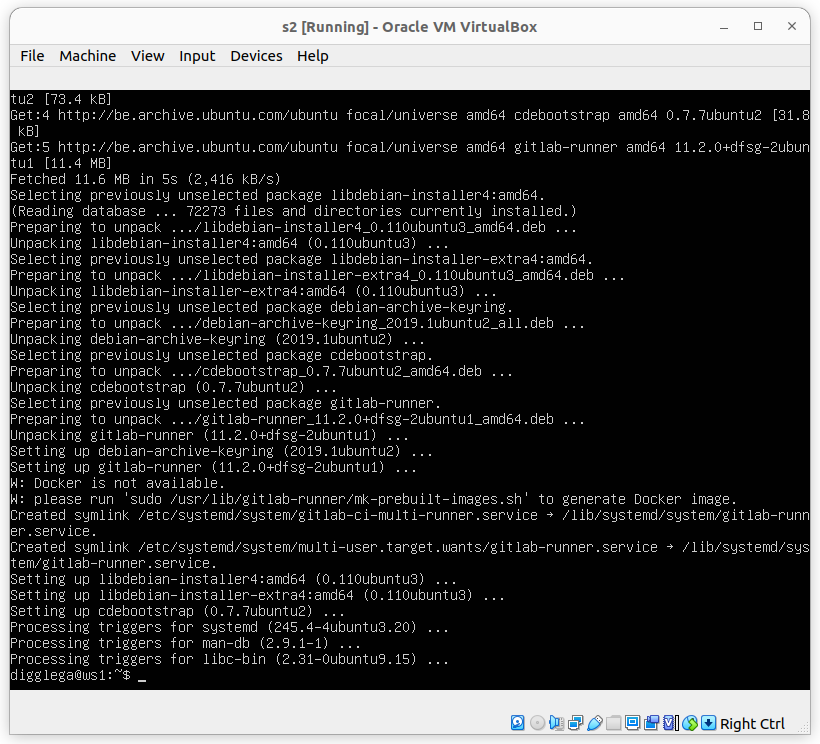 s2 [Running] - Oracle VM VirtualBox
File Machine View Input Devices Help
tu2 [73.4 kB]
Get:4 http://be.archive.ubuntu.com/ubuntu focal/universe amd64 cdebootstrap amd64 0.7.7ubuntu2 [31.8
 kB]
Get:5 http://be.archive.ubuntu.com/ubuntu focal/universe amd64 gitlab-runner amd64 11.2.0+dfsg-2ubun
tu1 [11.4 MB]
Fetched 11.6 MB in 5s (2,416 kB/s)
Selecting previously unselected package libdebian-installer4:amd64.
(Reading database ... 72273 files and directories currently installed.)
Preparing to unpack .../libdebian-installer4_0.110ubuntu3_amd64.deb ...
Unpacking libdebian-installer4:amd64 (0.110ubuntu3) ...
Selecting previously unselected package libdebian-installer-extra4:amd64.
Preparing to unpack .../libdebian-installer-extra4_0.110ubuntu3_amd64.deb ...
Unpacking libdebian-installer-extra4:amd64 (0.110ubuntu3) ...
Selecting previously unselected package debian-archive-keyring.
Preparing to unpack .../debian-archive-keyring_2019.1ubuntu2_all.deb ...
Unpacking debian-archive-keyring (2019.1ubuntu2) ...
Selecting previously unselected package cdebootstrap.
Preparing to unpack .../cdebootstrap_0.7.7ubuntu2_amd64.deb ...
Unpacking cdebootstrap (0.7.7ubuntu2) ...
Selecting previously unselected package gitlab-runner.
Preparing to unpack .../gitlab-runner_11.2.0+dfsg-2ubuntu1_amd64.deb ...
Unpacking gitlab-runner (11.2.0+dfsg-2ubuntu1) ...
Setting up debian-archive-keyring (2019.1ubuntu2) ...
Setting up gitlab-runner (11.2.0+dfsg-2ubuntu1) ...
W: Docker is not available.
W: please run 'sudo /usr/lib/gitlab-runner/mk-prebuilt-images.sh' to generate Docker image.
Created symlink /etc/systemd/system/gitlab-ci-multi-runner.service → /lib/systemd/system/gitlab-runn
er.service.
Created symlink /etc/systemd/system/multi-user.target.wants/gitlab-runner.service → /lib/systemd/sys
tem/gitlab-runner.service.
Setting up libdebian-installer4:amd64 (0.110ubuntu3) ...
Setting up libdebian-installer-extra4:amd64 (0.110ubuntu3) ...
Setting up cdebootstrap (0.7.7ubuntu2) ...
Processing triggers for systemd (245.4-4ubuntu3.20) ...
Processing triggers for man-db (2.9.1-1) ...
Processing triggers for libc-bin (2.31-0ubuntu9.15) ...
digglega@ws1:~$ _
Right Ctrl